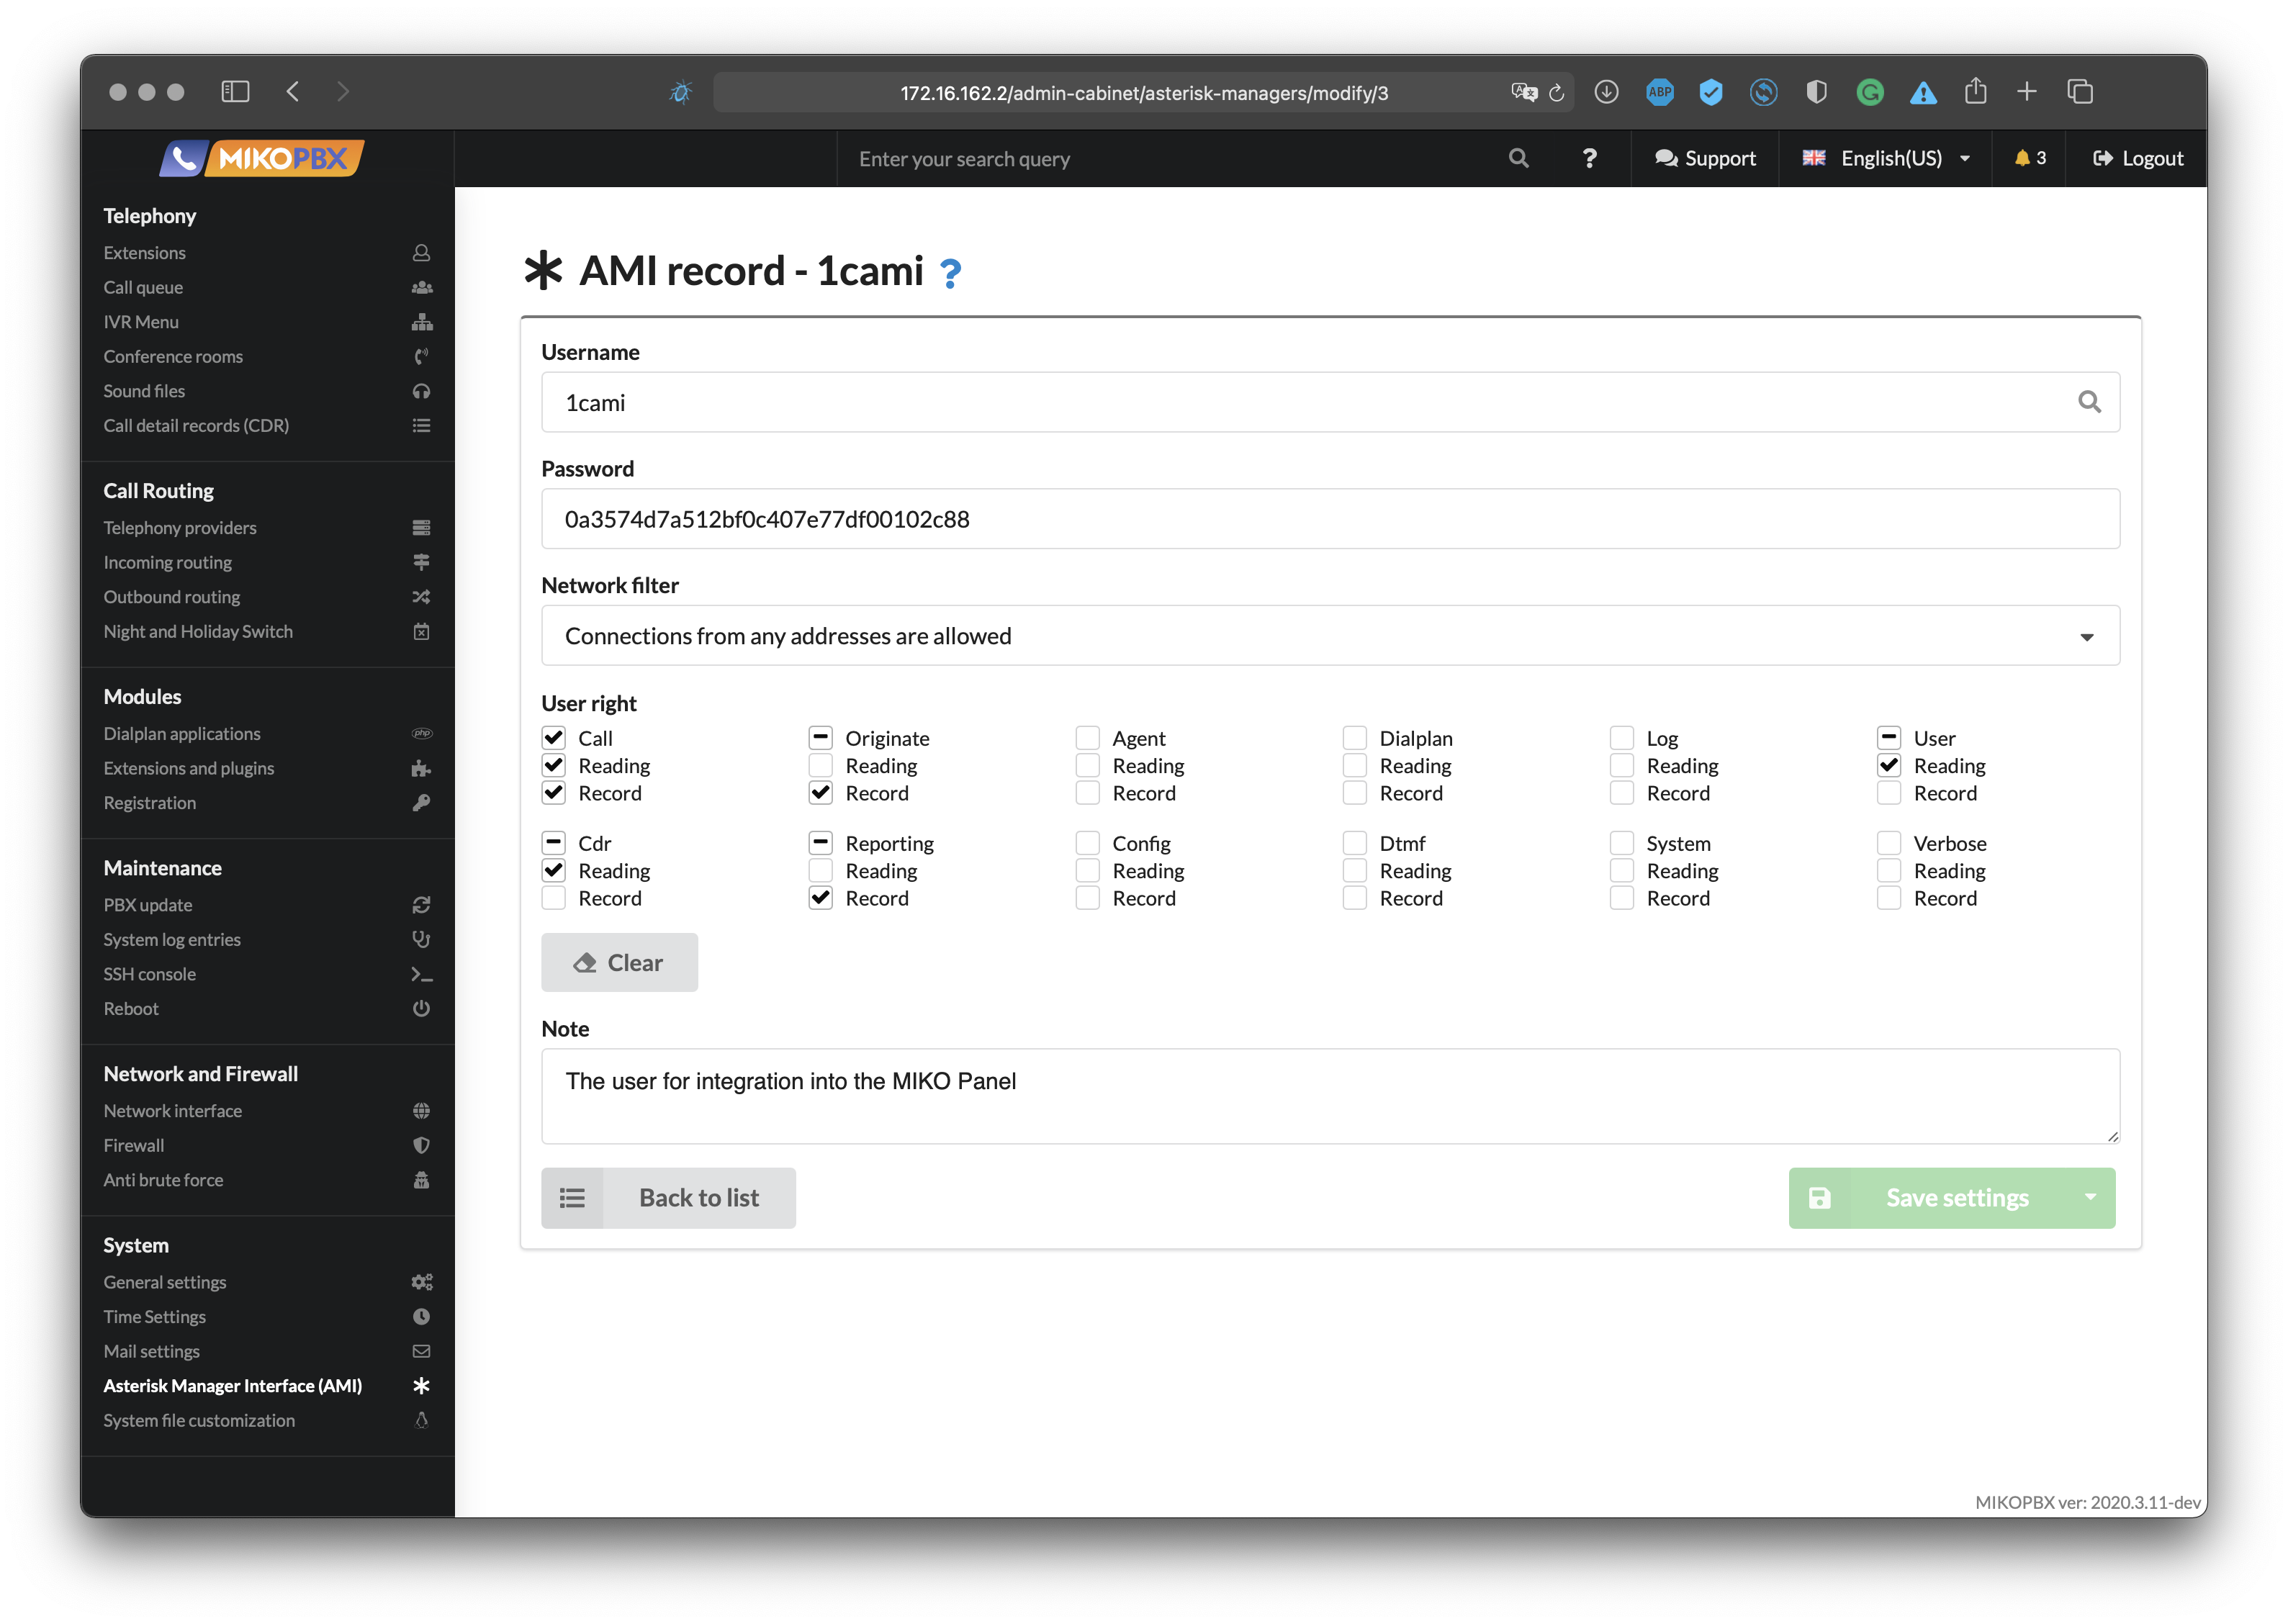 172.16.162.2/admin-cabinet/asterisk-managers/modify/3
ABP
MIKOPBX
Enter your search query
?
Support
English(US)
3
Logout
Telephony
Extensions
Call queue
IVR Menu
Conference rooms
Sound files
Call detail records (CDR)
Call Routing
Telephony providers
Incoming routing
Outbound routing
Night and Holiday Switch
Modules
Dialplan applications
php
Extensions and plugins
Registration
Maintenance
PBX update
System log entries
SSH console
Reboot
Network and Firewall
Network interface
Firewall
Anti brute force
System
General settings
Time Settings
Mail settings
Asterisk Manager Interface (AMI)
System file customization
AMI record - 1cami ?
Username
1cami
Password
0a3574d7a512bf0c407e77df00102c88
Network filter
Connections from any addresses are allowed
User right
Call Originate Agent Dialplan Log User
Reading Reading Reading Reading Reading Reading
Record Record Record Record Record Record
Cdr Reporting Config Dtmf System Verbose
Reading Reading Reading Reading Reading Reading
Record Record Record Record Record Record
Clear
Note
The user for integration into the MIKO Panel
Back to list
Save settings
MIKOPBX ver: 2020.3.11-dev